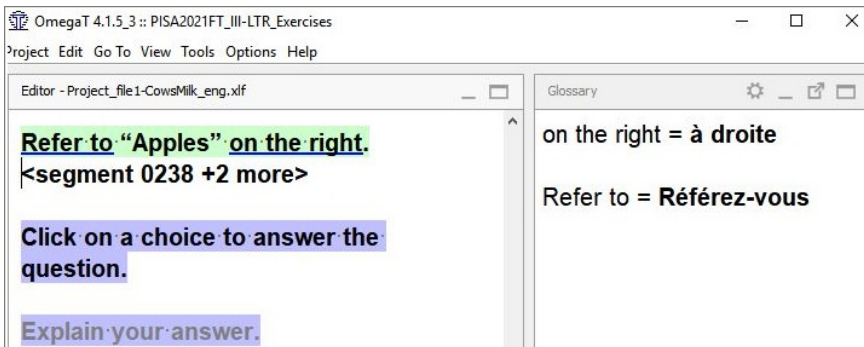 OmegaT 4.1.5_3 :: PISA2021FT_III-LTR_Exercises
Project Edit Go To View Tools Options Help
Editor - Project_file1-CowsMilk_eng.xlf
Refer to “Apples” on the right.
<segment 0238 +2 more>
Click on a choice to answer the
question.
Explain your answer.
Glossary
on the right = à droite
Refer to = Référez-vous